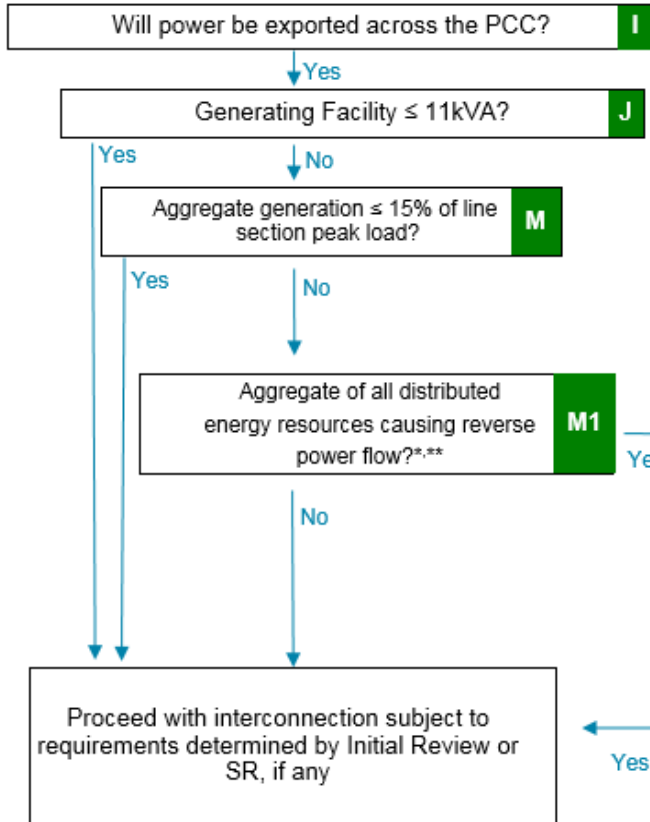 Will power be exported across the PCC? I
Yes
Generating Facility ≤ 11kVA? J
Yes
No
Aggregate generation ≤ 15% of line
section peak load?
M
Yes
No
Aggregate of all distributed
energy resources causing reverse
power flow?*,**
M1
Ye
No
Proceed with interconnection subject to
requirements determined by Initial Review or
SR, if any
Yes